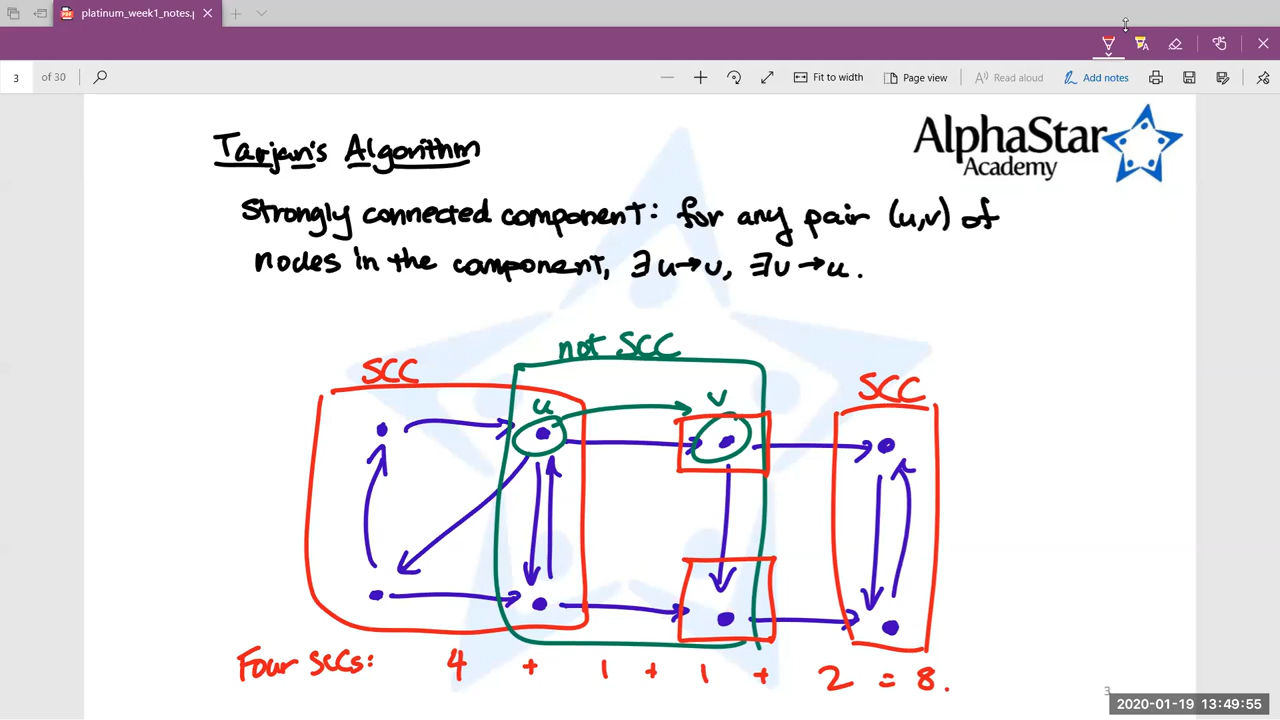 platinum_week1_notes.p
3 of 30
Fit to width
Page view
Read aloud
Add notes
Tarjan's Algorithm
AlphaStar
Academy
Strongly connected component: for any pair (u,v) of
nodes in the component, ∃ u→v, ∃ v→u.
not SCC
SCC
SCC
u
v
Four SCCs: 4 + 1 + 1 + 2 = 8.
3
2020-01-19 13:49:55